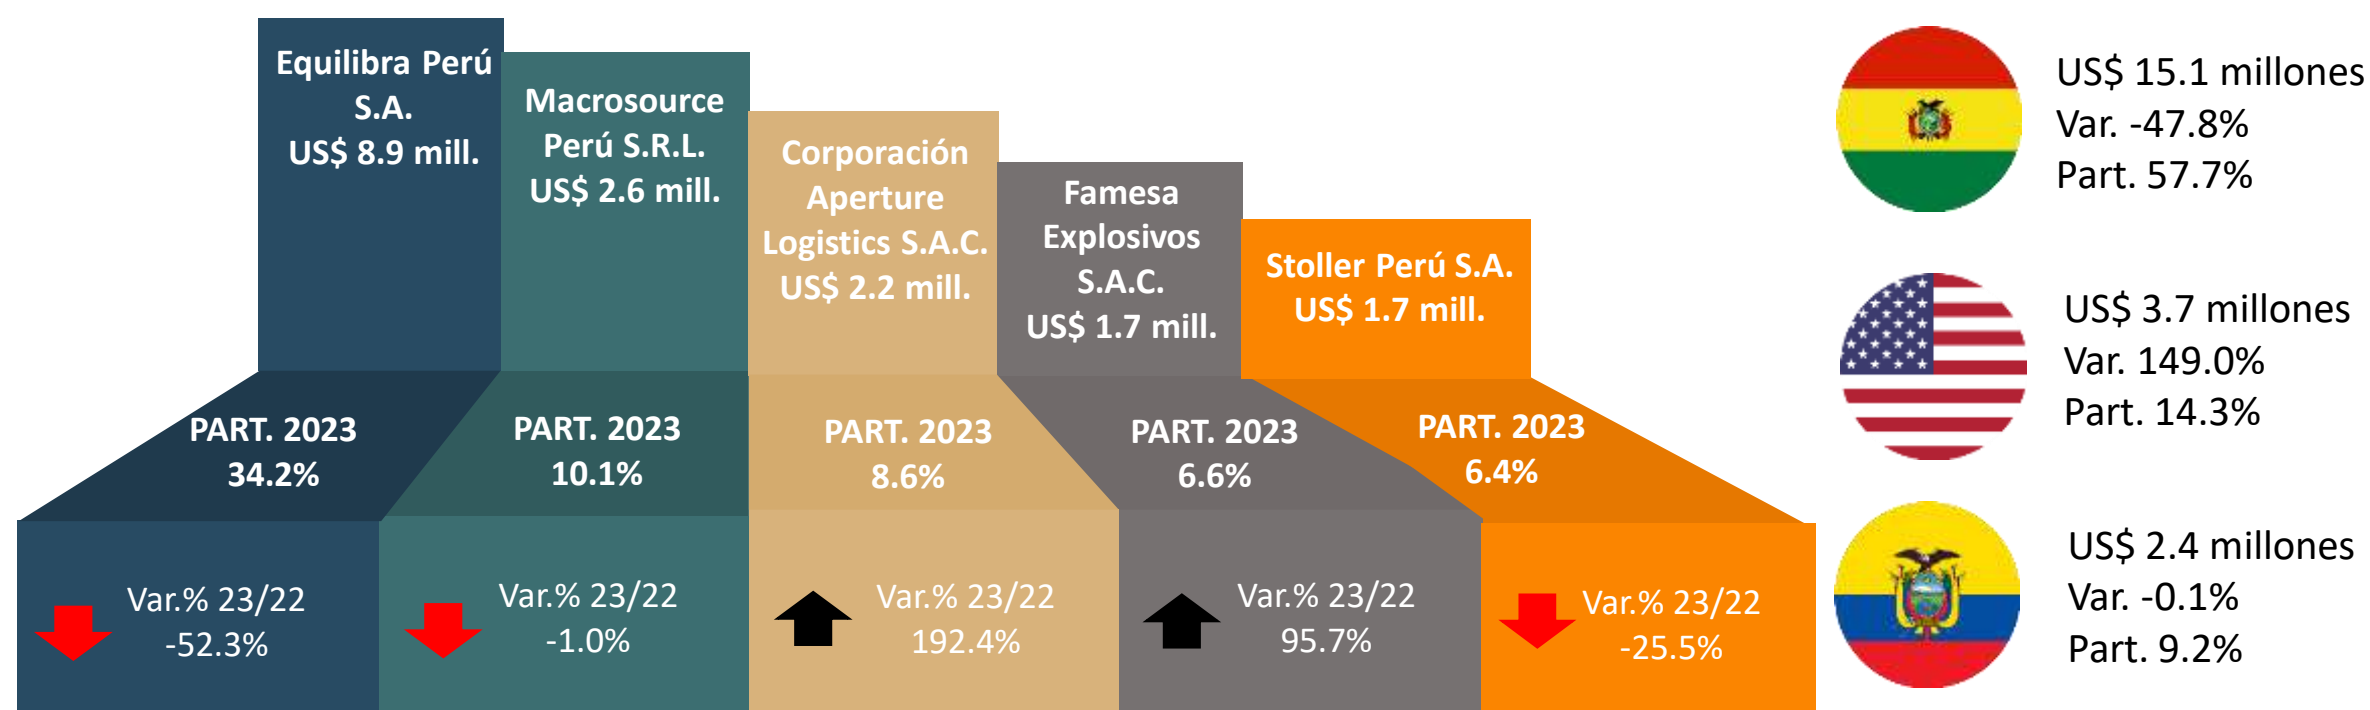 Equilibra Perú
S.A.
US$ 8.9 mill.
Macrosource
Perú S.R.L.
US$ 2.6 mill.
Corporación
Aperture
Logistics S.A.C.
US$ 2.2 mill.
Famesa
Explosivos
S.A.C.
US$ 1.7 mill.
Stoller Perú S.A.
US$ 1.7 mill.
PART. 2023
34.2%
PART. 2023
10.1%
PART. 2023
8.6%
PART. 2023
6.6%
PART. 2023
6.4%
Var.% 23/22
-52.3%
Var.% 23/22
-1.0%
Var.% 23/22
192.4%
Var.% 23/22
95.7%
Var.% 23/22
-25.5%
US$ 15.1 millones
Var. -47.8%
Part. 57.7%
US$ 3.7 millones
Var. 149.0%
Part. 14.3%
US$ 2.4 millones
Var. -0.1%
Part. 9.2%